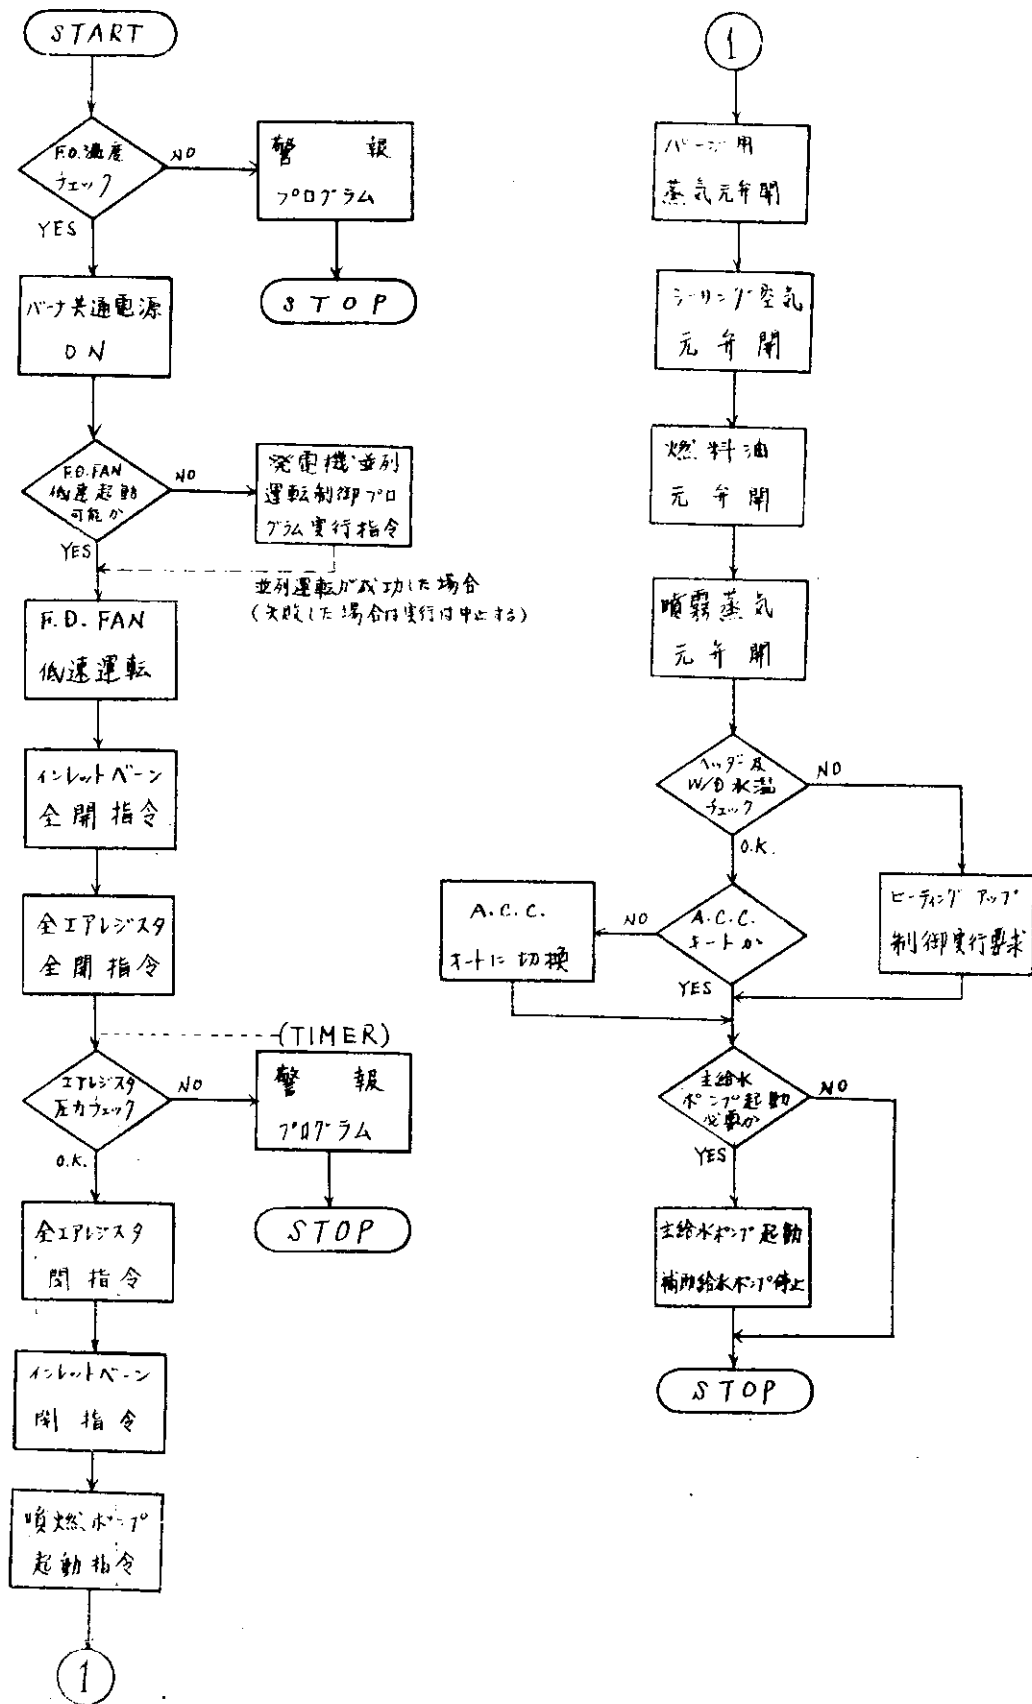 START
F.O.温度
チェック
NO
YES
警 報
プログラム
STOP
バーナ共通電源
ON
F.D.FAN
低速起動
可能か
NO
YES
発電機並列
運転制御プロ
グラム実行指令
並列運転が成功した場合
(失敗した場合は実行は中止する)
F.D.FAN
低速運転
インレットベーン
全開指令
全エアレジスタ
全開指令
(TIMER)
エアレジスタ
圧力チェック
NO
O.K.
警 報
プログラム
STOP
全エアレジスタ
閉指令
インレットベーン
閉指令
噴燃ポンプ
起動指令
1
1
パージ用
蒸気元弁開
シーリング空気
元弁開
燃料油
元弁開
噴霧蒸気
元弁開
ヘッダ及
W/D水温
チェック
NO
O.K.
A.C.C.
オートか
NO
YES
A.C.C.
オートに切換
ヒーティングアップ
制御実行要求
主給水
ポンプ起動
必要か
NO
YES
主給水ポンプ起動
補助給水ポンプ停止
STOP